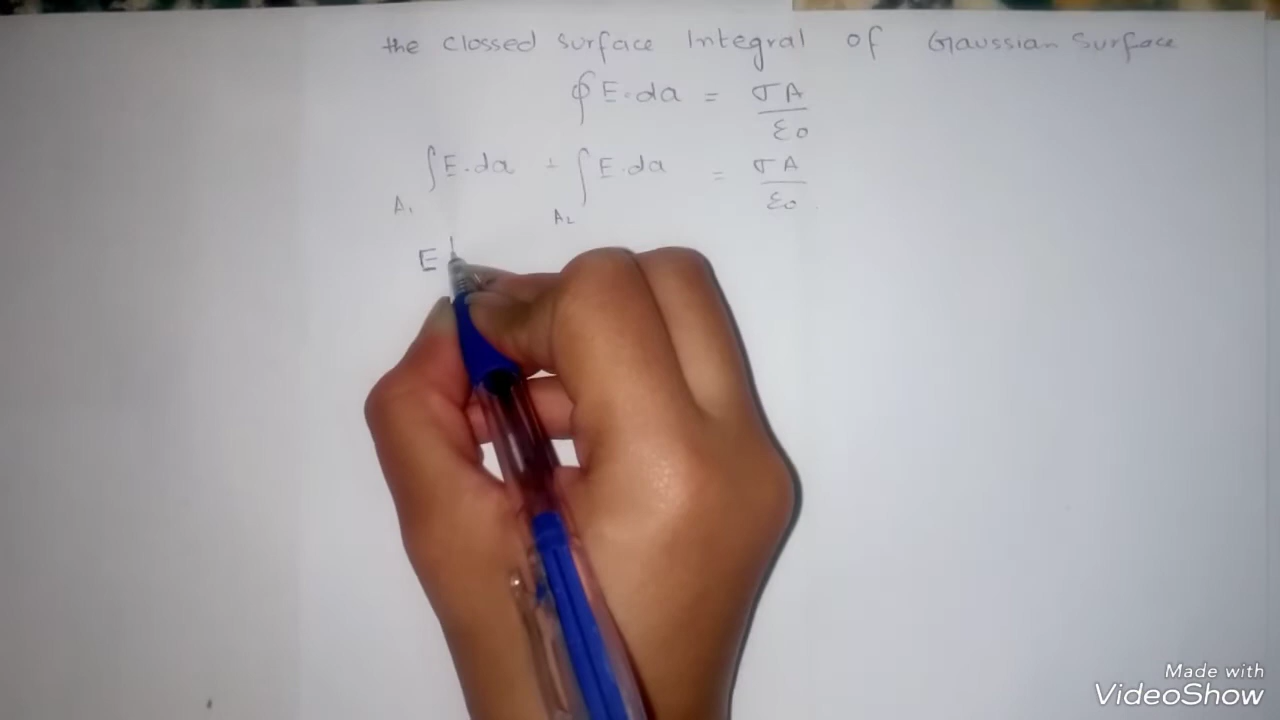 the clossed surface Integral of Gaussian Surface
∮ E.da = σA / ε0
∫ E.da + ∫ E.da = σA / ε0
A1 A2
E
Made with
VideoShow